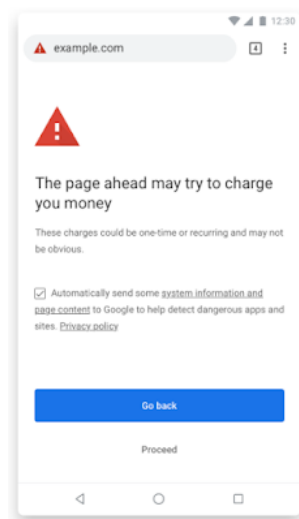 12:30
example.com 4
The page ahead may try to charge
you money
These charges could be one-time or recurring and may not
be obvious.
Automatically send some system information and
page content to Google to help detect dangerous apps and
sites. Privacy policy
Go back
Proceed